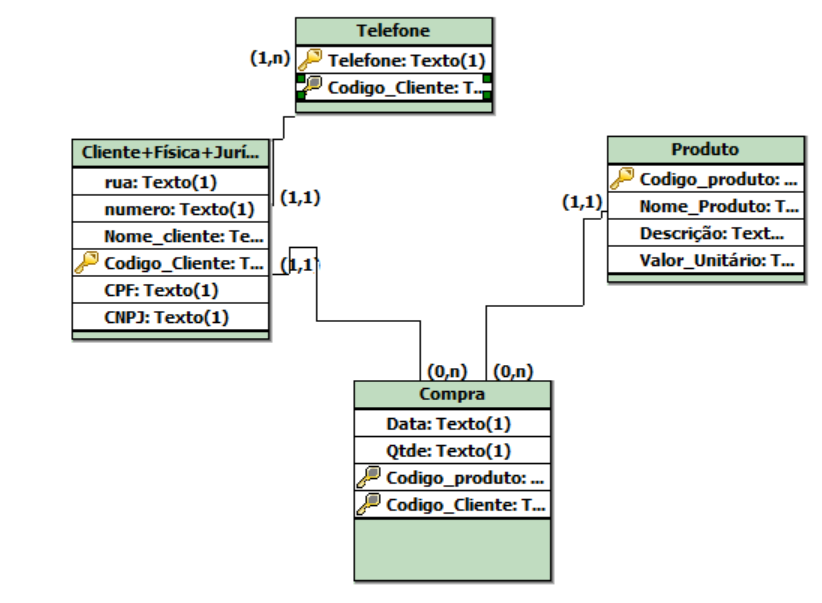 Telefone
(1,n)
Telefone: Texto(1)
Codigo_Cliente: T...
Cliente+Física+Jurí...
rua: Texto(1)
numero: Texto(1)
Nome_cliente: Te...
Codigo_Cliente: T...
CPF: Texto(1)
CNPJ: Texto(1)
(1,1)
(1,1)
Produto
(1,1)
Codigo_produto: ...
Nome_Produto: T...
Descrição: Text...
Valor_Unitário: T...
(0,n) (0,n)
Compra
Data: Texto(1)
Qtde: Texto(1)
Codigo_produto: ...
Codigo_Cliente: T...